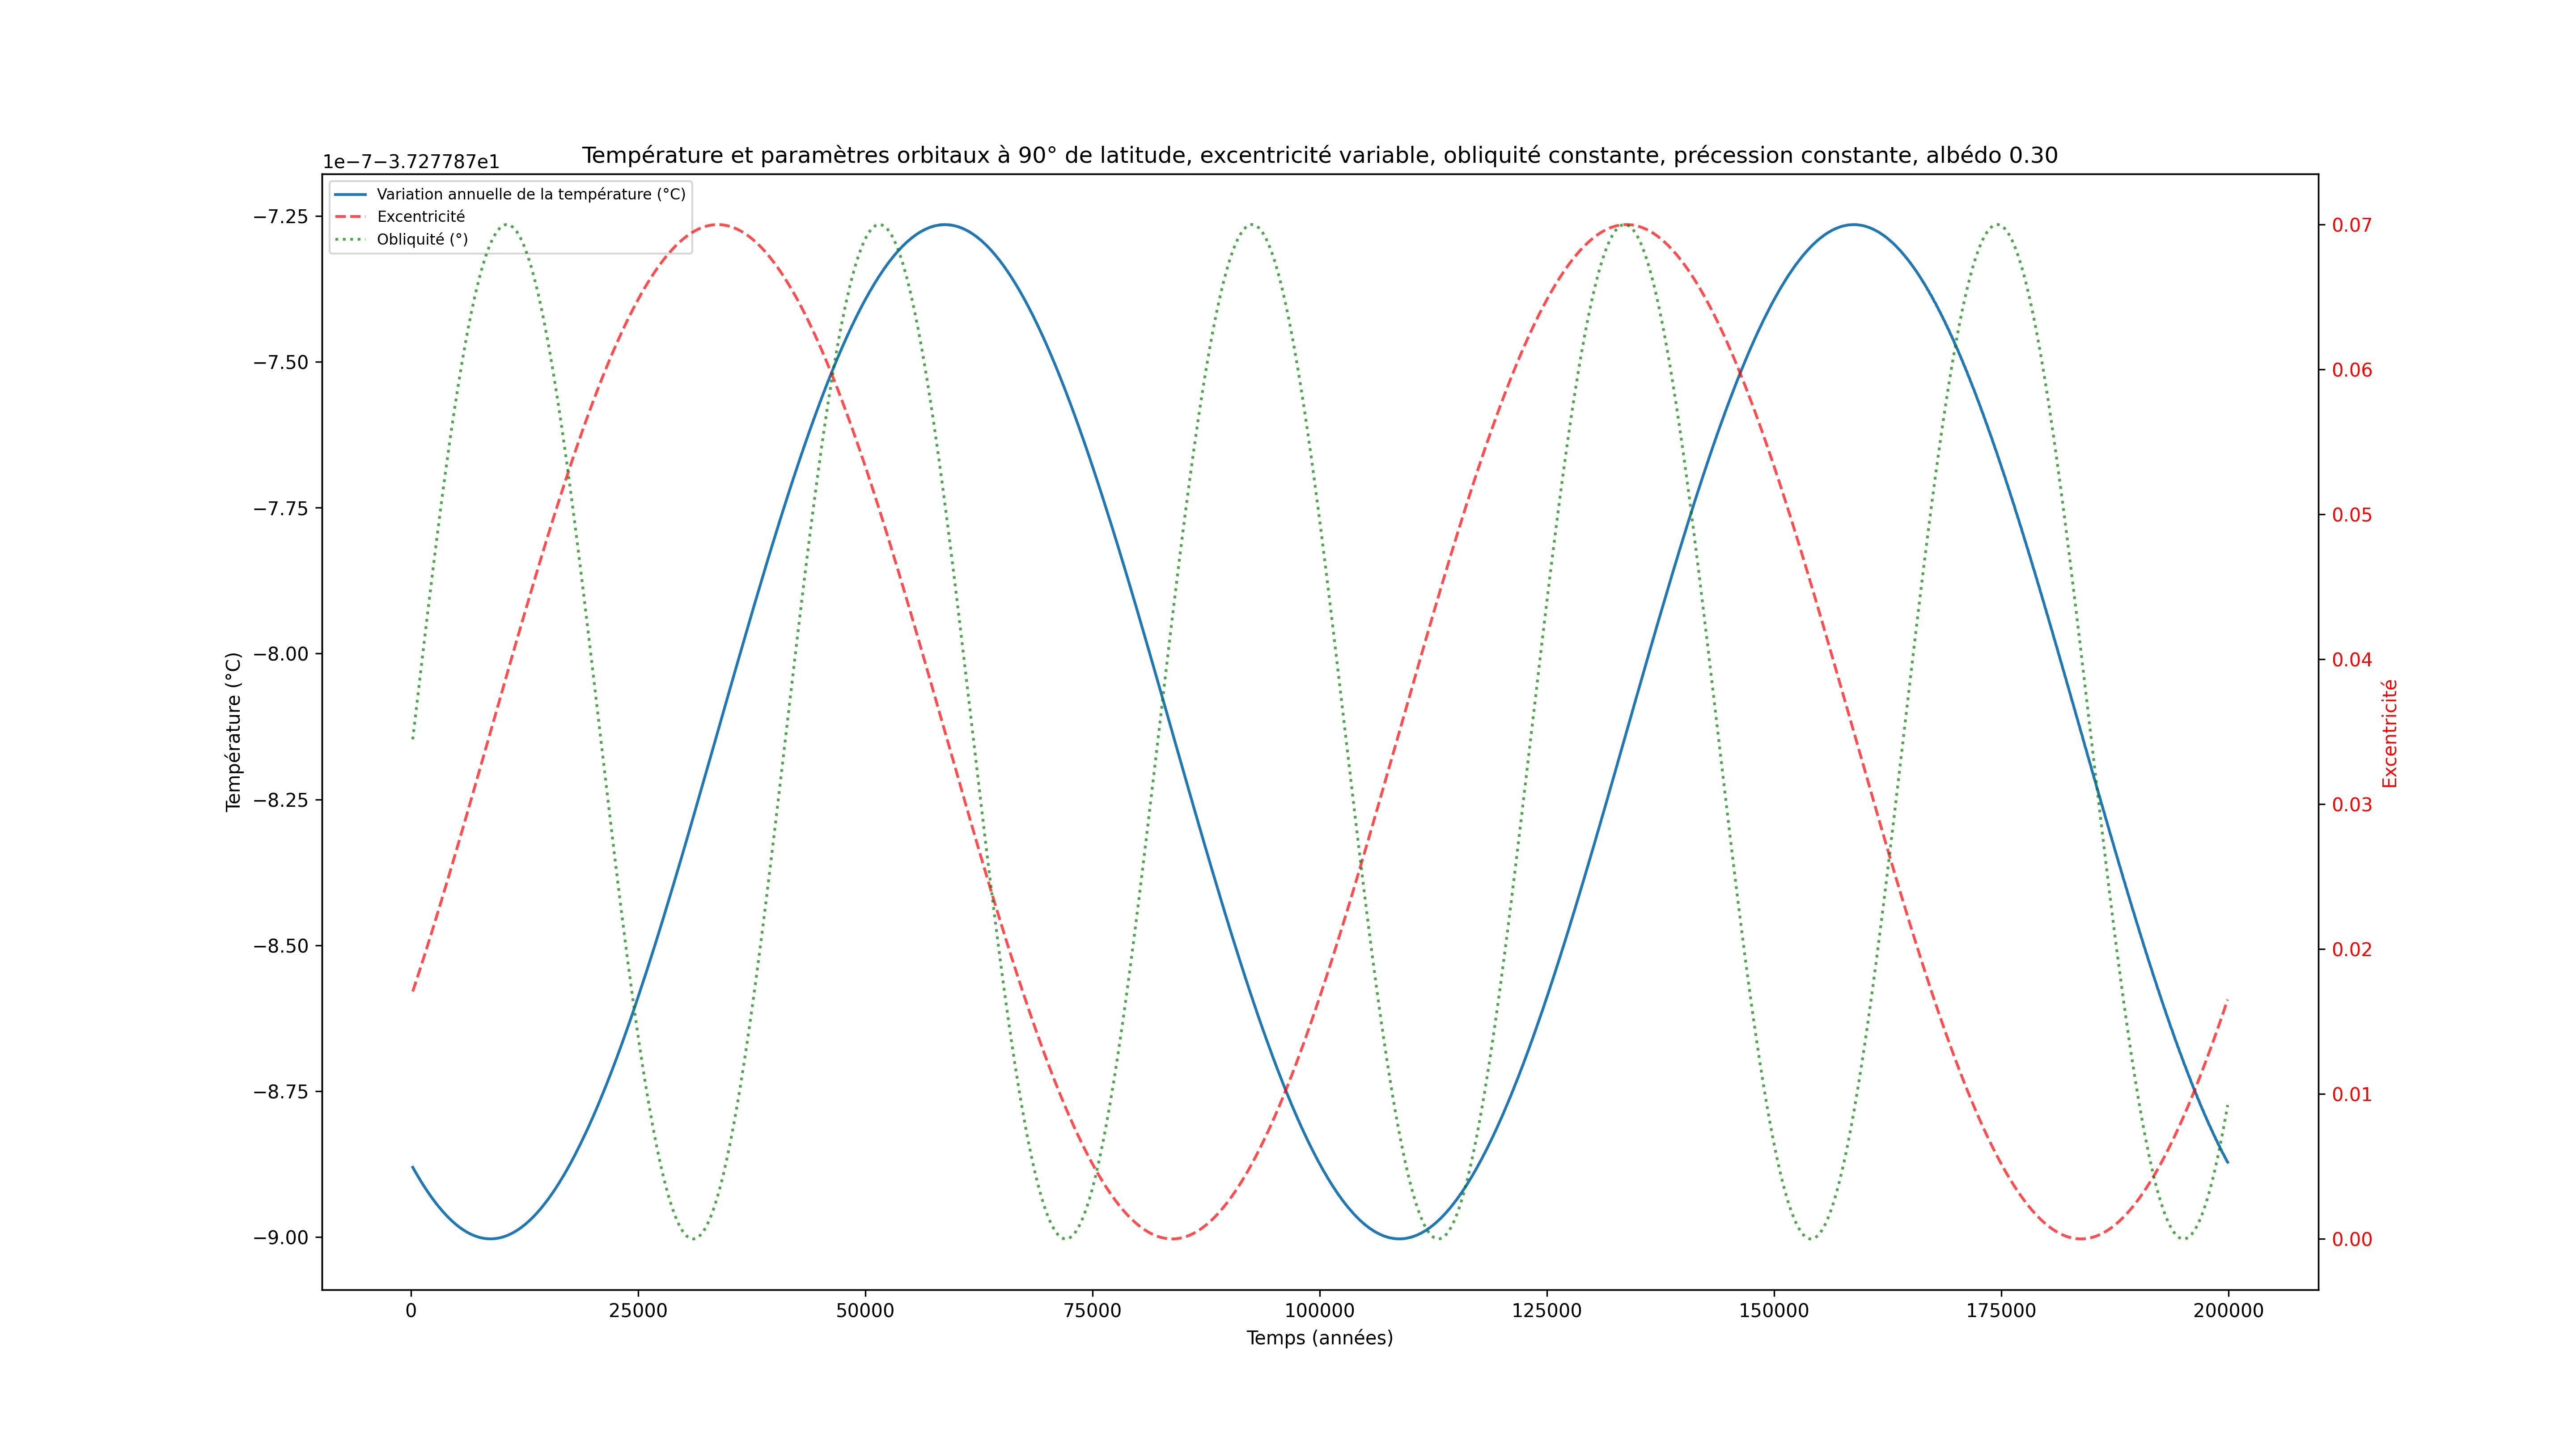 Température et paramètres orbitaux à 90° de latitude, excentricité variable, obliquité constante, précession constante, albédo 0.30
1e−7−3.727787e1
Variation annuelle de la température (°C)
Excentricité
Obliquité (°)
−7.25
−7.50
−7.75
−8.00
−8.25
−8.50
−8.75
−9.00
Température (°C)
0.07
0.06
0.05
0.04
0.03
0.02
0.01
0.00
Excentricité
0 25000 50000 75000 100000 125000 150000 175000 200000
Temps (années)